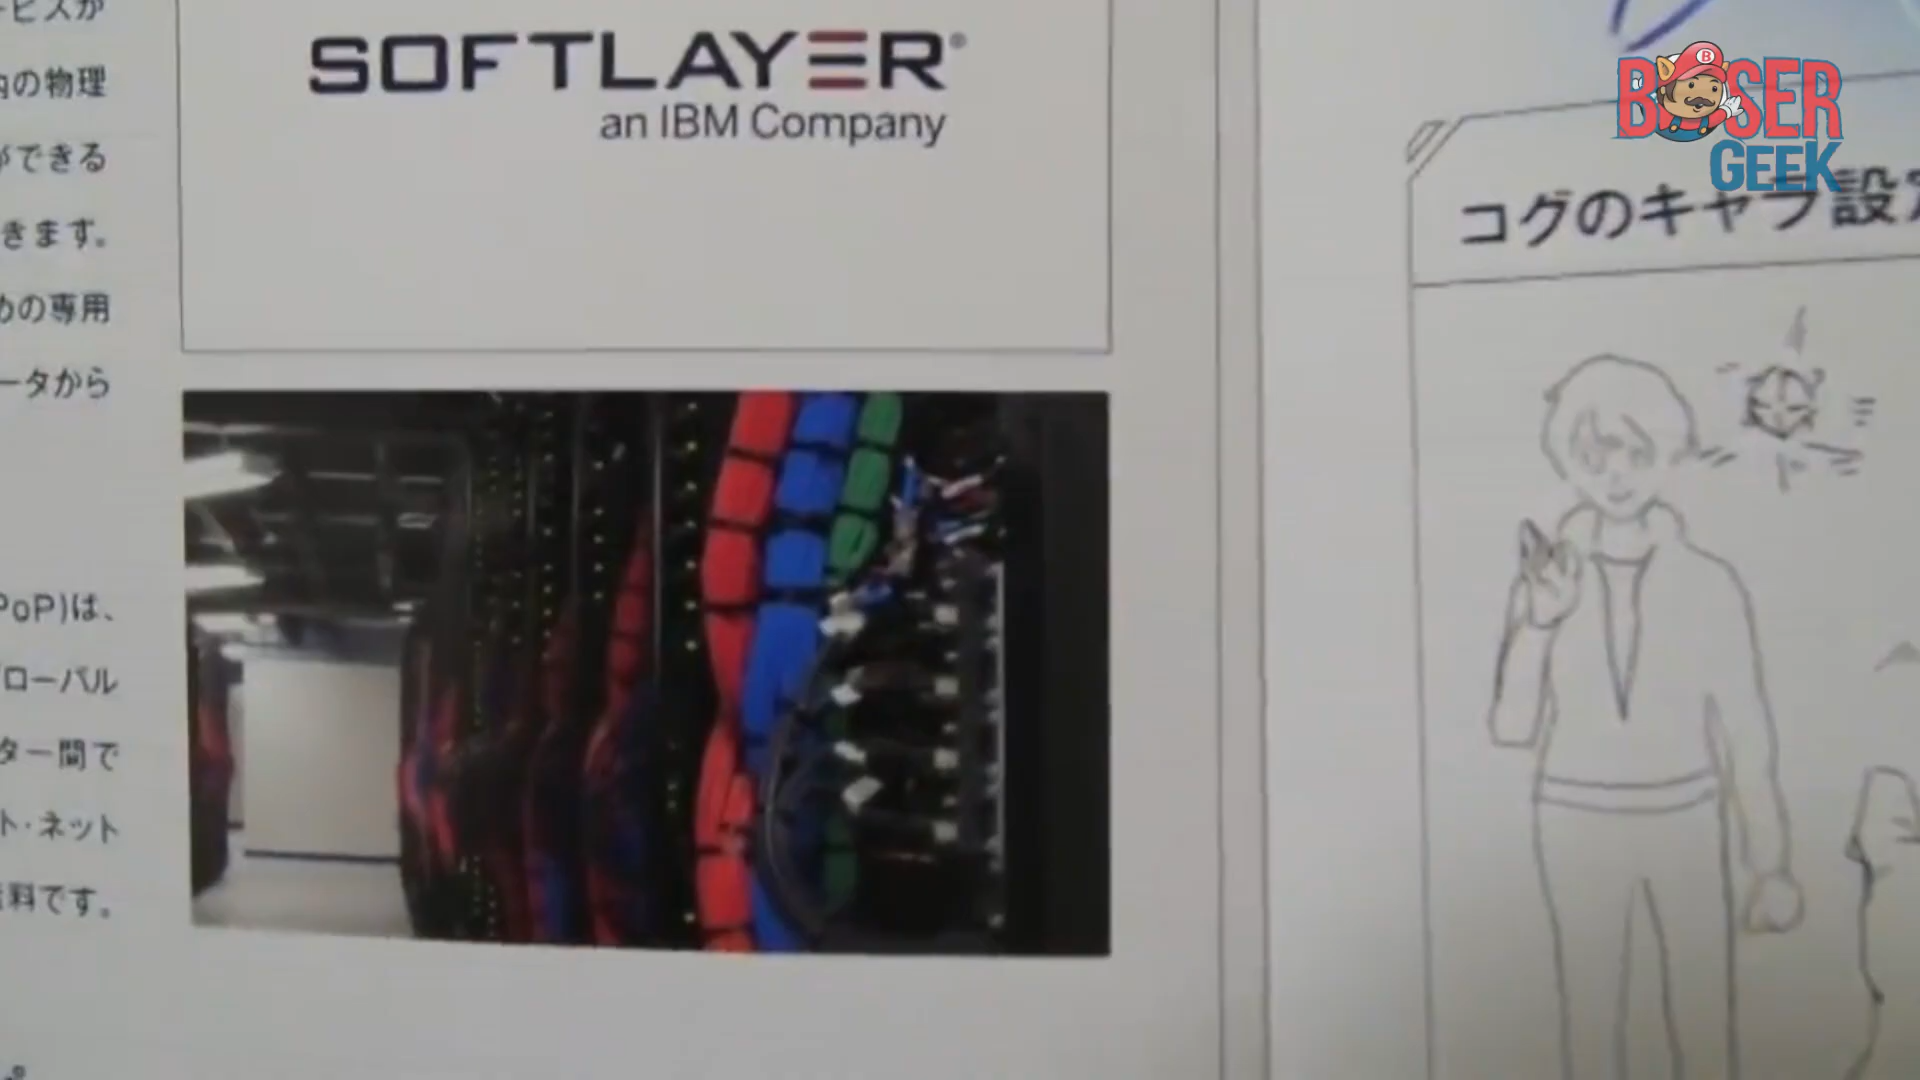 ービスが
内の物理
ができる
きます。
めの専用
ータから
PoP)は、
グローバル
ター間で
ト・ネット
料です。
SOFTLAYER®
an IBM Company
BOSER
GEEK
コグのキャラ設定